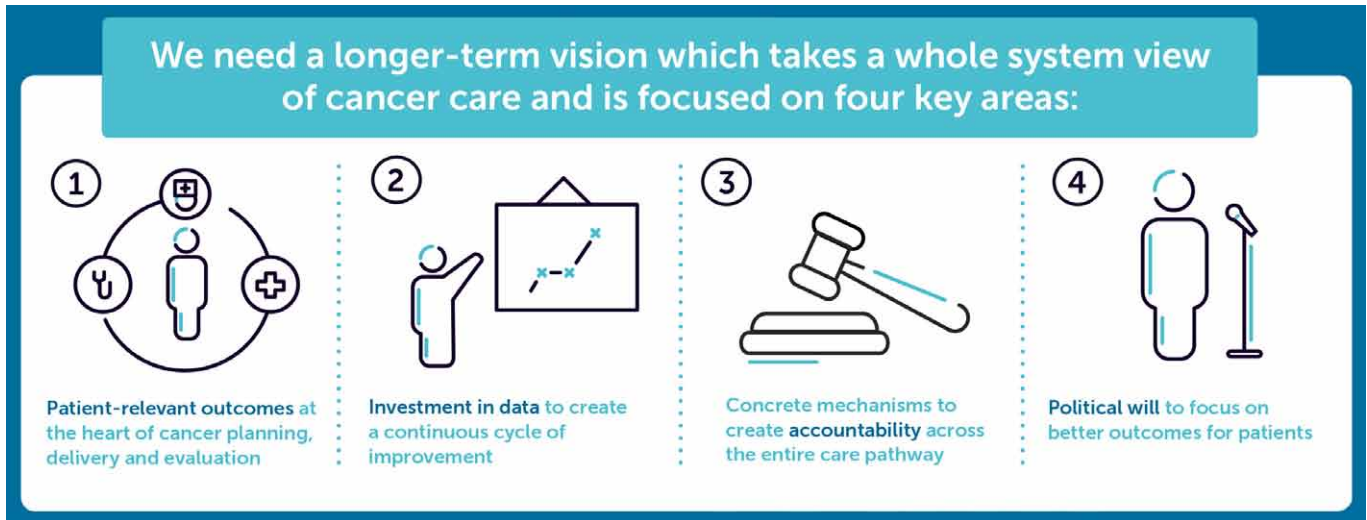 We need a longer-term vision which takes a whole system view
of cancer care and is focused on four key areas:
1
Patient-relevant outcomes at
the heart of cancer planning,
delivery and evaluation
2
Investment in data to create
a continuous cycle of
improvement
3
Concrete mechanisms to
create accountability across
the entire care pathway
4
Political will to focus on
better outcomes for patients